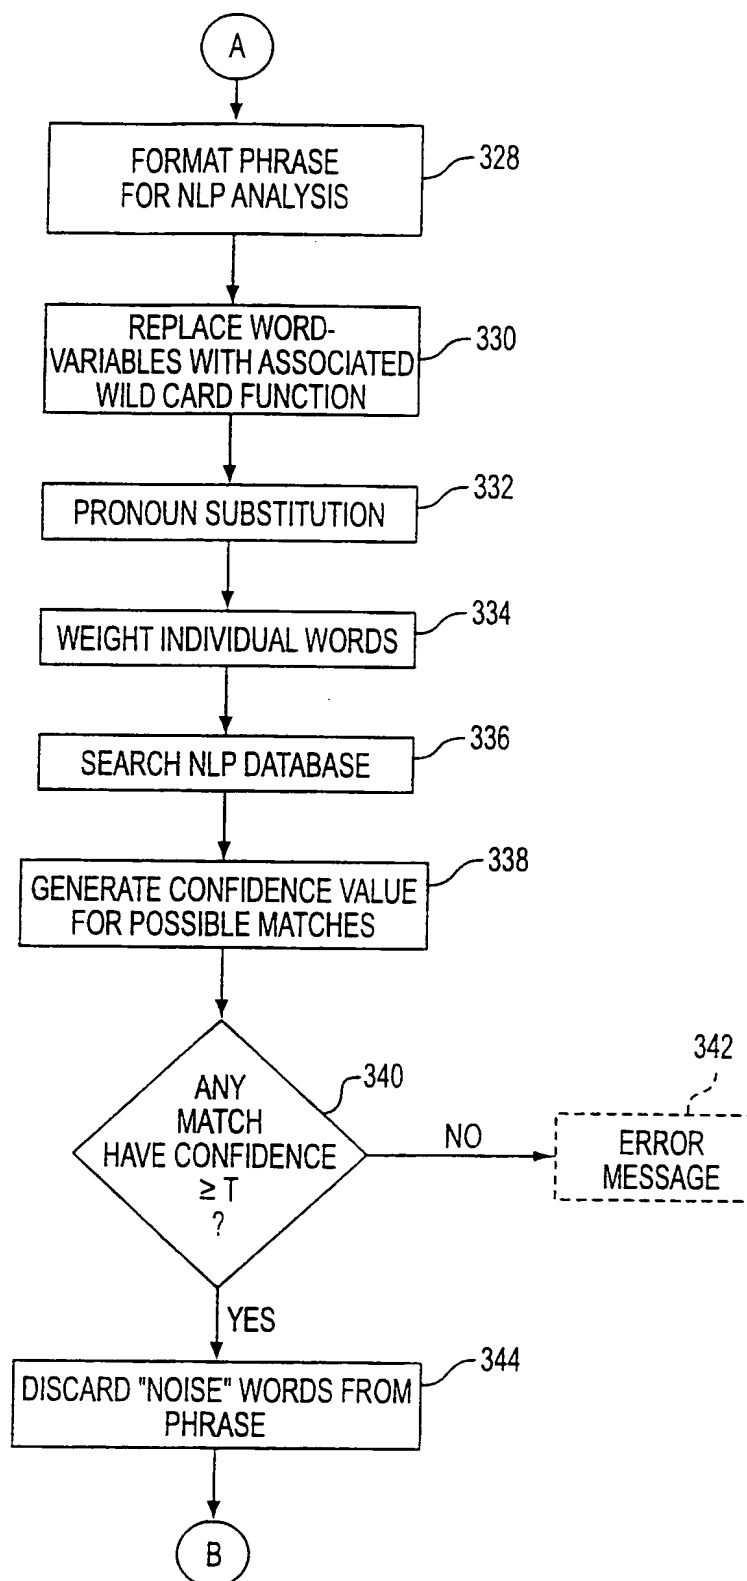 A
FORMAT PHRASE
FOR NLP ANALYSIS
328
REPLACE WORD-
VARIABLES WITH ASSOCIATED
WILD CARD FUNCTION
330
PRONOUN SUBSTITUTION
332
WEIGHT INDIVIDUAL WORDS
334
SEARCH NLP DATABASE
336
GENERATE CONFIDENCE VALUE
FOR POSSIBLE MATCHES
338
ANY
MATCH
HAVE CONFIDENCE
≥ T
?
340
NO
342
ERROR
MESSAGE
YES
DISCARD "NOISE" WORDS FROM
PHRASE
344
B